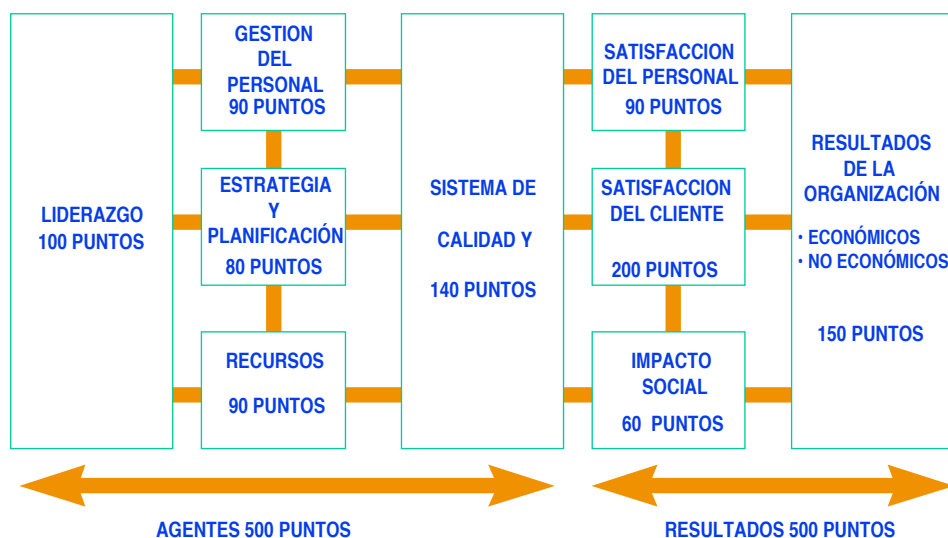 LIDERAZGO
100 PUNTOS
GESTION
DEL
PERSONAL
90 PUNTOS
ESTRATEGIA
Y
PLANIFICACIÓN
80 PUNTOS
RECURSOS
90 PUNTOS
SISTEMA DE
CALIDAD Y
140 PUNTOS
SATISFACCION
DEL PERSONAL
90 PUNTOS
SATISFACCION
DEL CLIENTE
200 PUNTOS
IMPACTO
SOCIAL
60 PUNTOS
RESULTADOS
DE LA
ORGANIZACIÓN
• ECONÓMICOS
• NO ECONÓMICOS
150 PUNTOS
AGENTES 500 PUNTOS
RESULTADOS 500 PUNTOS